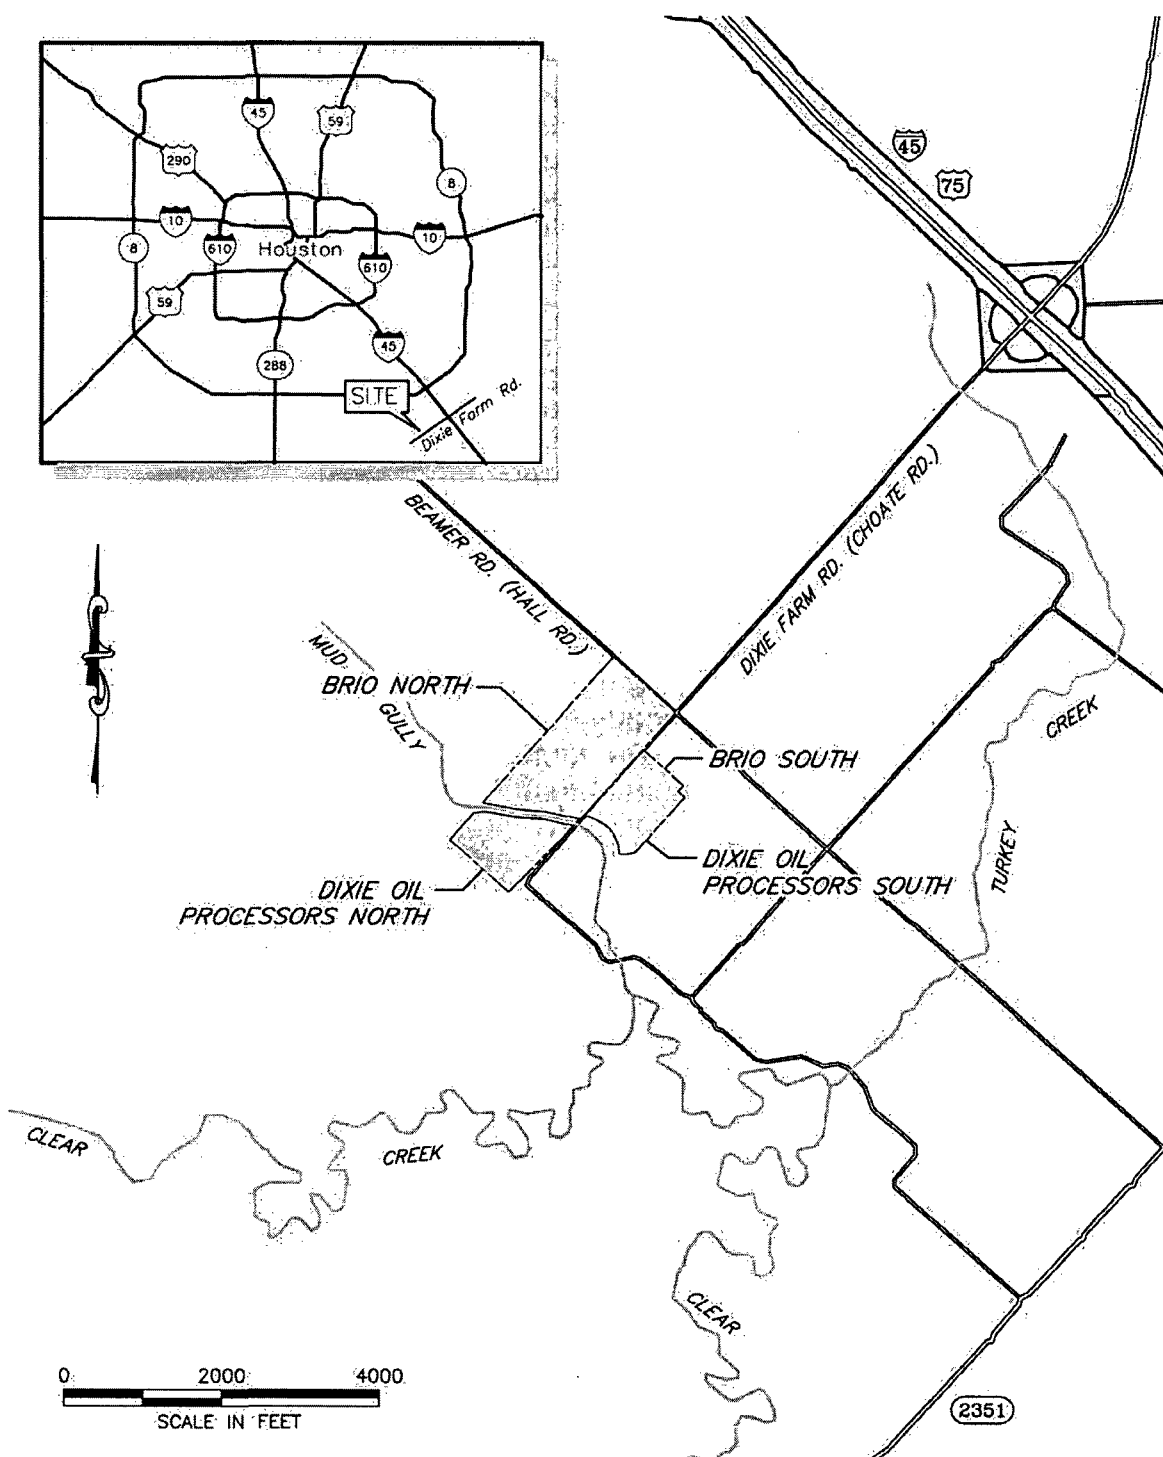 45
59
290
8
10
8
610
Houston
10
610
59
45
288
SITE
Dixie Farm Rd.
45
75
BEAMER RD. (HALL RD.)
DIXIE FARM RD. (CHOATE RD.)
MUD
GULLY
BRIO NORTH
CREEK
BRIO SOUTH
TURKEY
DIXIE OIL
PROCESSORS SOUTH
DIXIE OIL
PROCESSORS NORTH
CLEAR
CREEK
CLEAR
0
2000
4000
SCALE IN FEET
2351